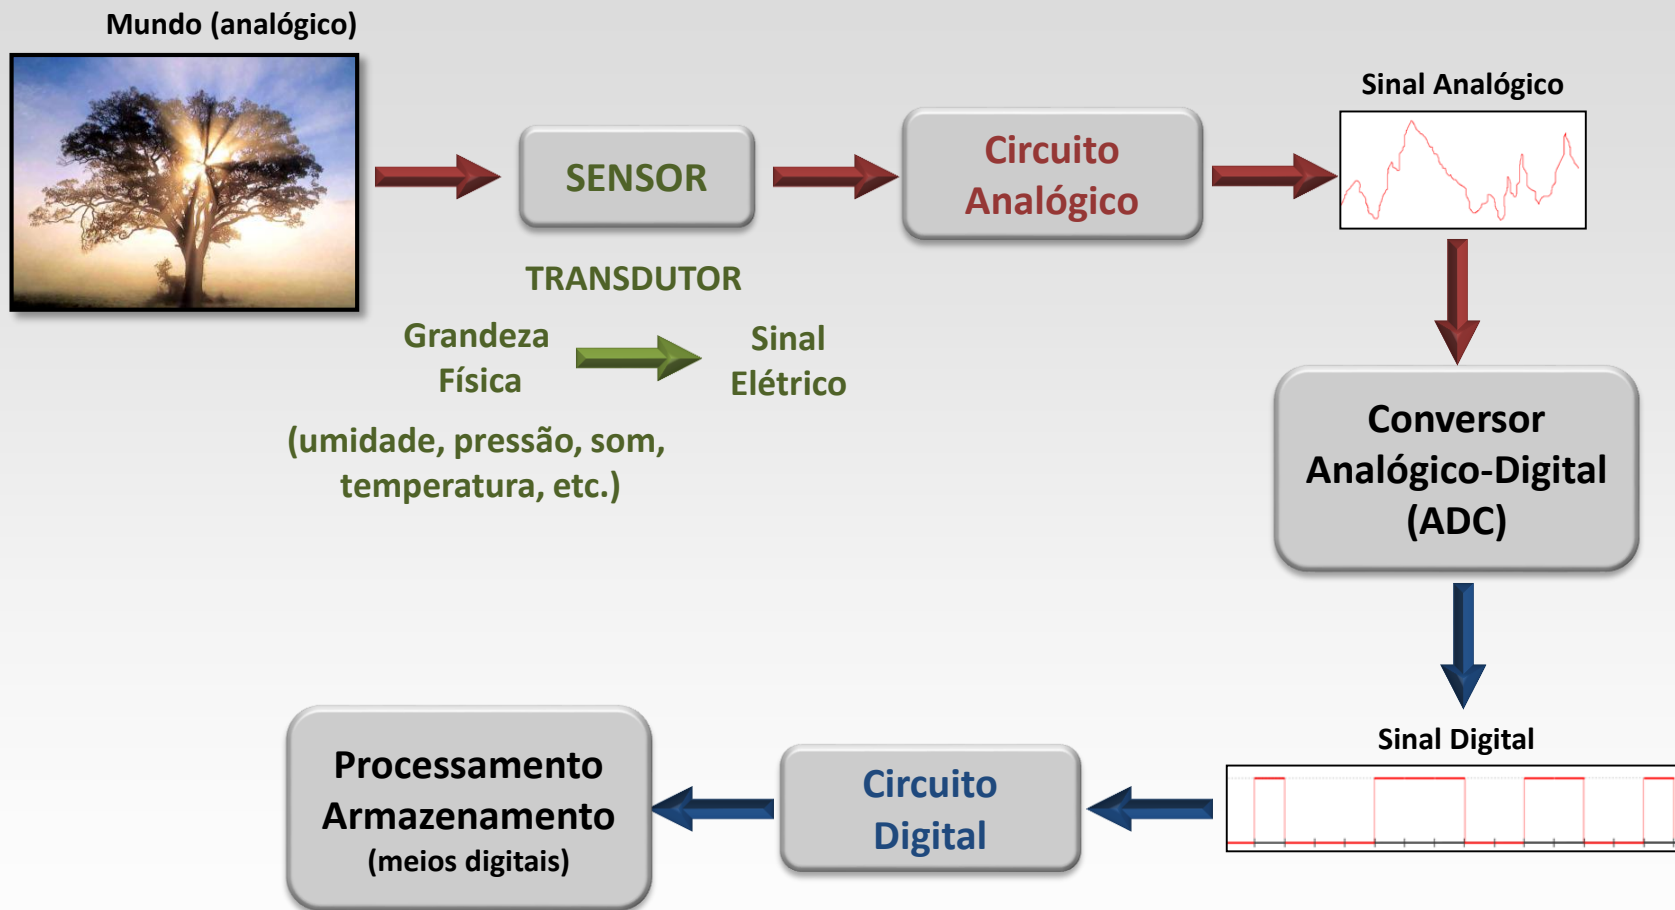 Mundo (analógico)
SENSOR
Circuito
Analógico
Sinal Analógico
TRANSDUTOR
Grandeza
Física
Sinal
Elétrico
(umidade, pressão, som,
temperatura, etc.)
Conversor
Analógico-Digital
(ADC)
Sinal Digital
Circuito
Digital
Processamento
Armazenamento
(meios digitais)